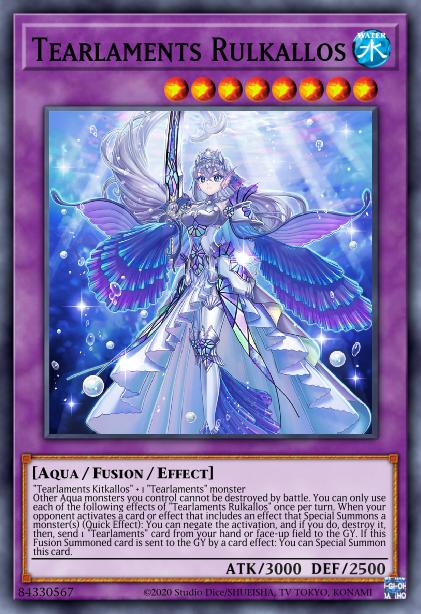 TEARLAMENTS RULKALLOS
WATER
水
[AQUA / FUSION / EFFECT]
"Tearlaments Kitkallos" + 1 "Tearlaments" monster
Other Aqua monsters you control cannot be destroyed by battle. You can only use
each of the following effects of "Tearlaments Rulkallos" once per turn. When your
opponent activates a card or effect that includes an effect that Special Summons a
monster(s) (Quick Effect): You can negate the activation, and if you do, destroy it,
then, send 1 "Tearlaments" card from your hand or face-up field to the GY. If this
Fusion Summoned card is sent to the GY by a card effect: You can Special Summon
this card.
ATK/3000 DEF/2500
84330567
©2020 Studio Dice/SHUEISHA, TV TOKYO, KONAMI